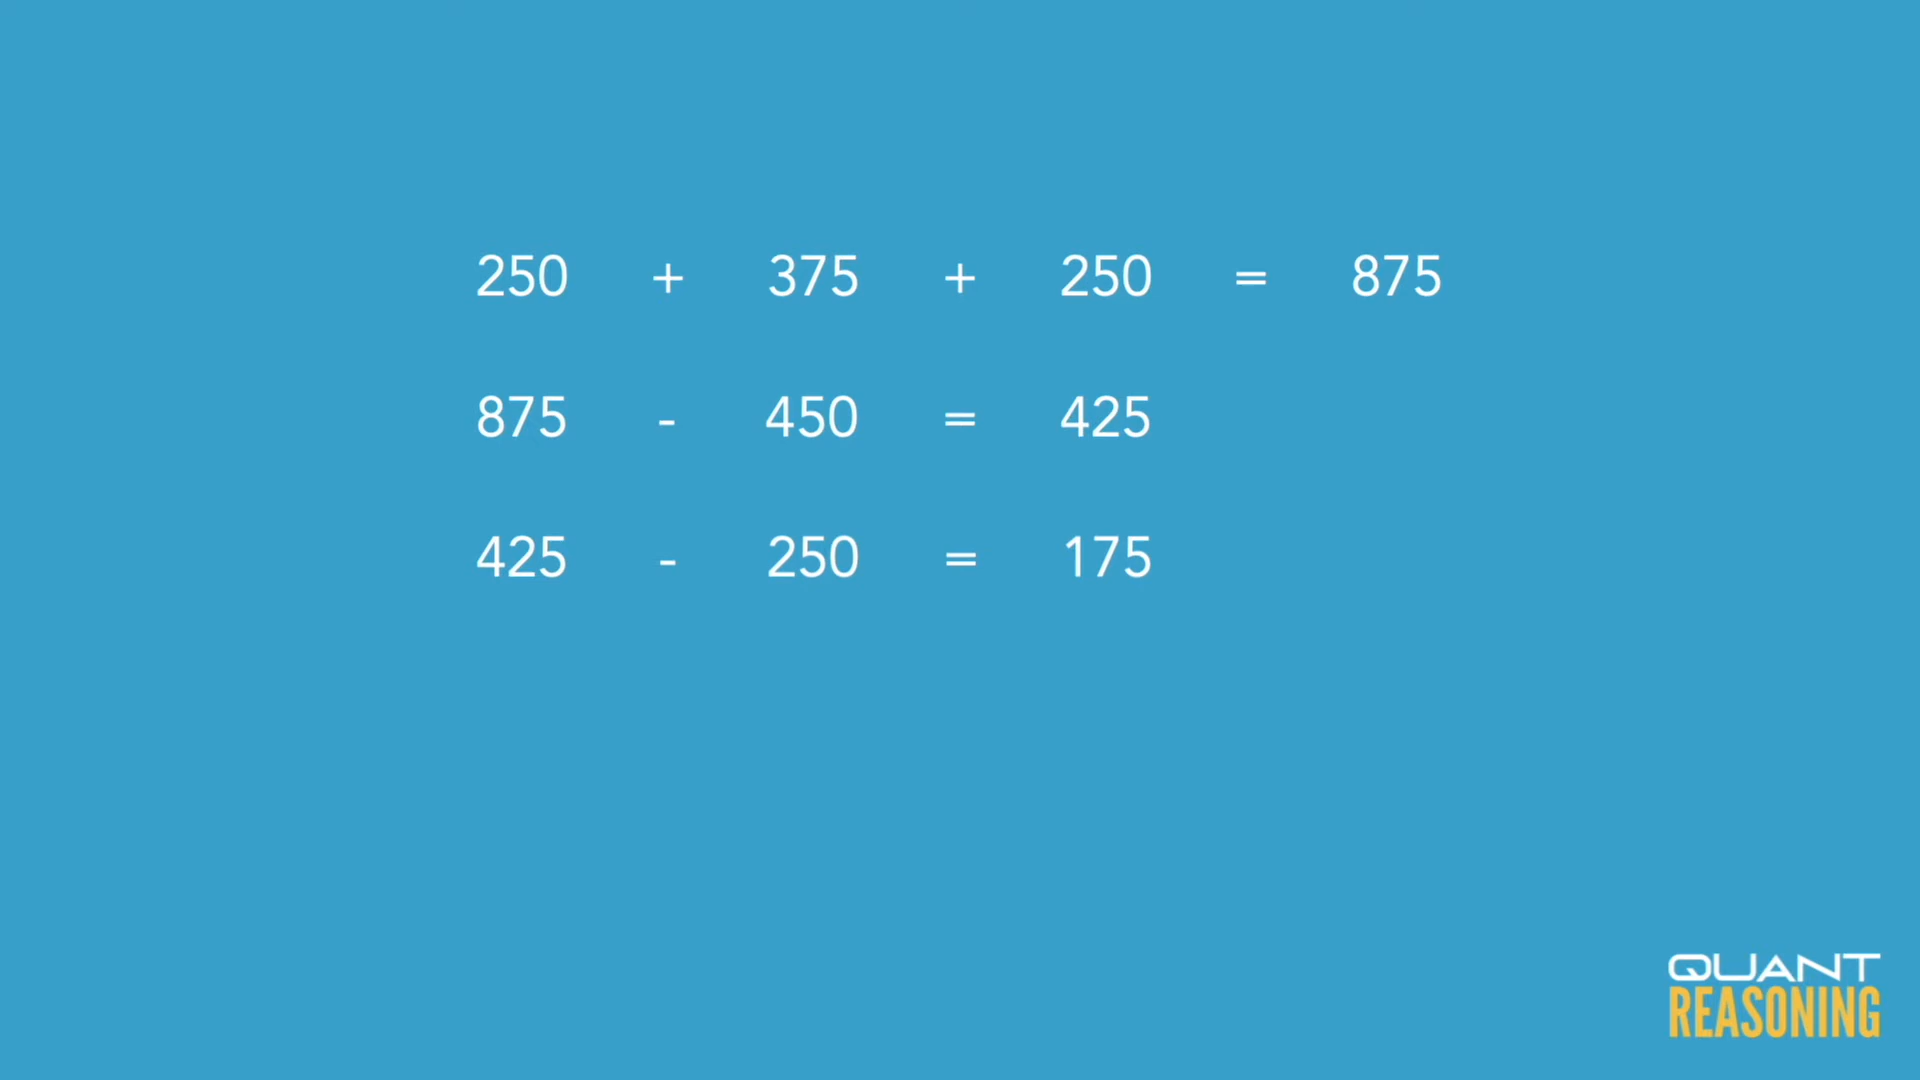 250 + 375 + 250 = 875
875 - 450 = 425
425 - 250 = 175
QUANT
REASONING